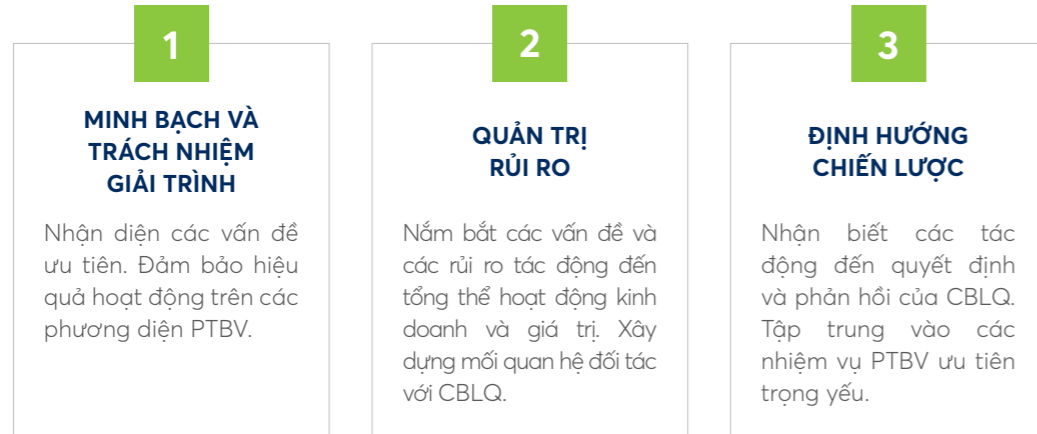 1
MINH BẠCH VÀ
TRÁCH NHIỆM
GIẢI TRÌNH
Nhận diện các vấn đề
ưu tiên. Đảm bảo hiệu
quả hoạt động trên các
phương diện PTBV.
2
QUẢN TRỊ
RỦI RO
Nắm bắt các vấn đề và
các rủi ro tác động đến
tổng thể hoạt động kinh
doanh và giá trị. Xây
dựng mối quan hệ đối tác
với CBLQ.
3
ĐỊNH HƯỚNG
CHIẾN LƯỢC
Nhận biết các tác
động đến quyết định
và phản hồi của CBLQ.
Tập trung vào các
nhiệm vụ PTBV ưu tiên
trọng yếu.